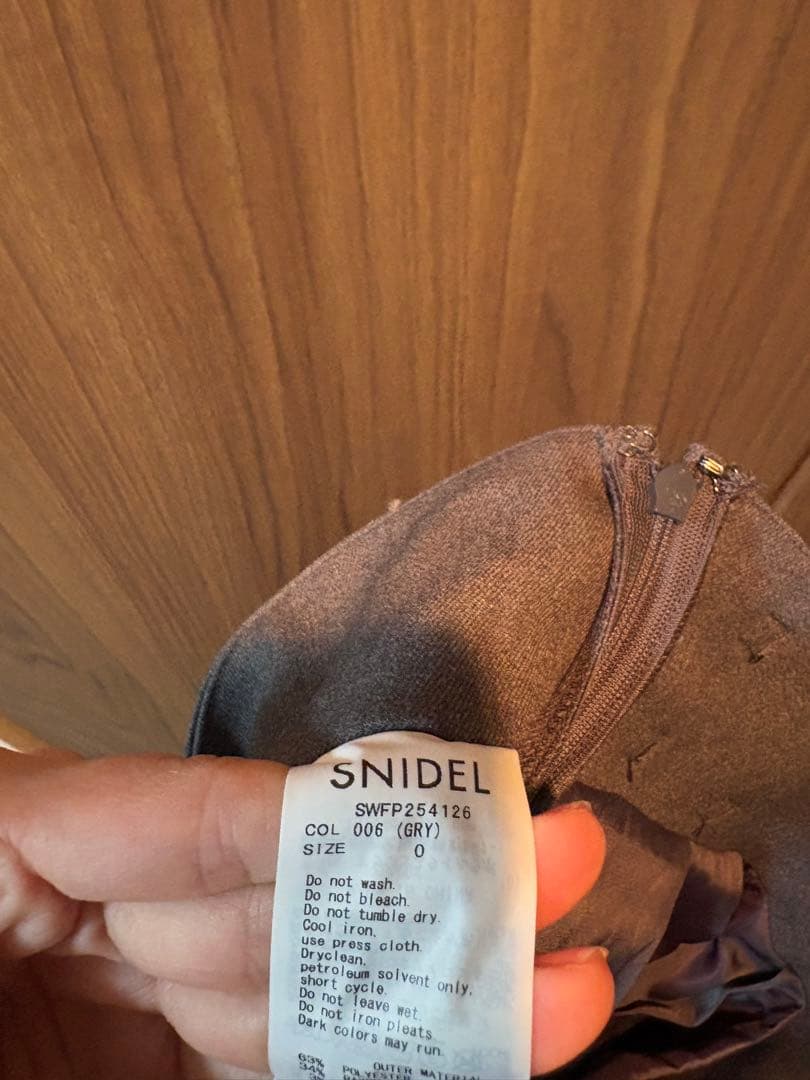 SNIDEL
SWFP254126
COL 006 (GRY)
SIZE 0
Do not wash.
Do not bleach.
Do not tumble dry.
Cool iron.
use press cloth.
Dryclean.
petroleum solvent only.
short cycle.
Do not leave wet.
Do not iron pleats.
Dark colors may run.
63% OUTER MATERIAL
34% POLYESTER